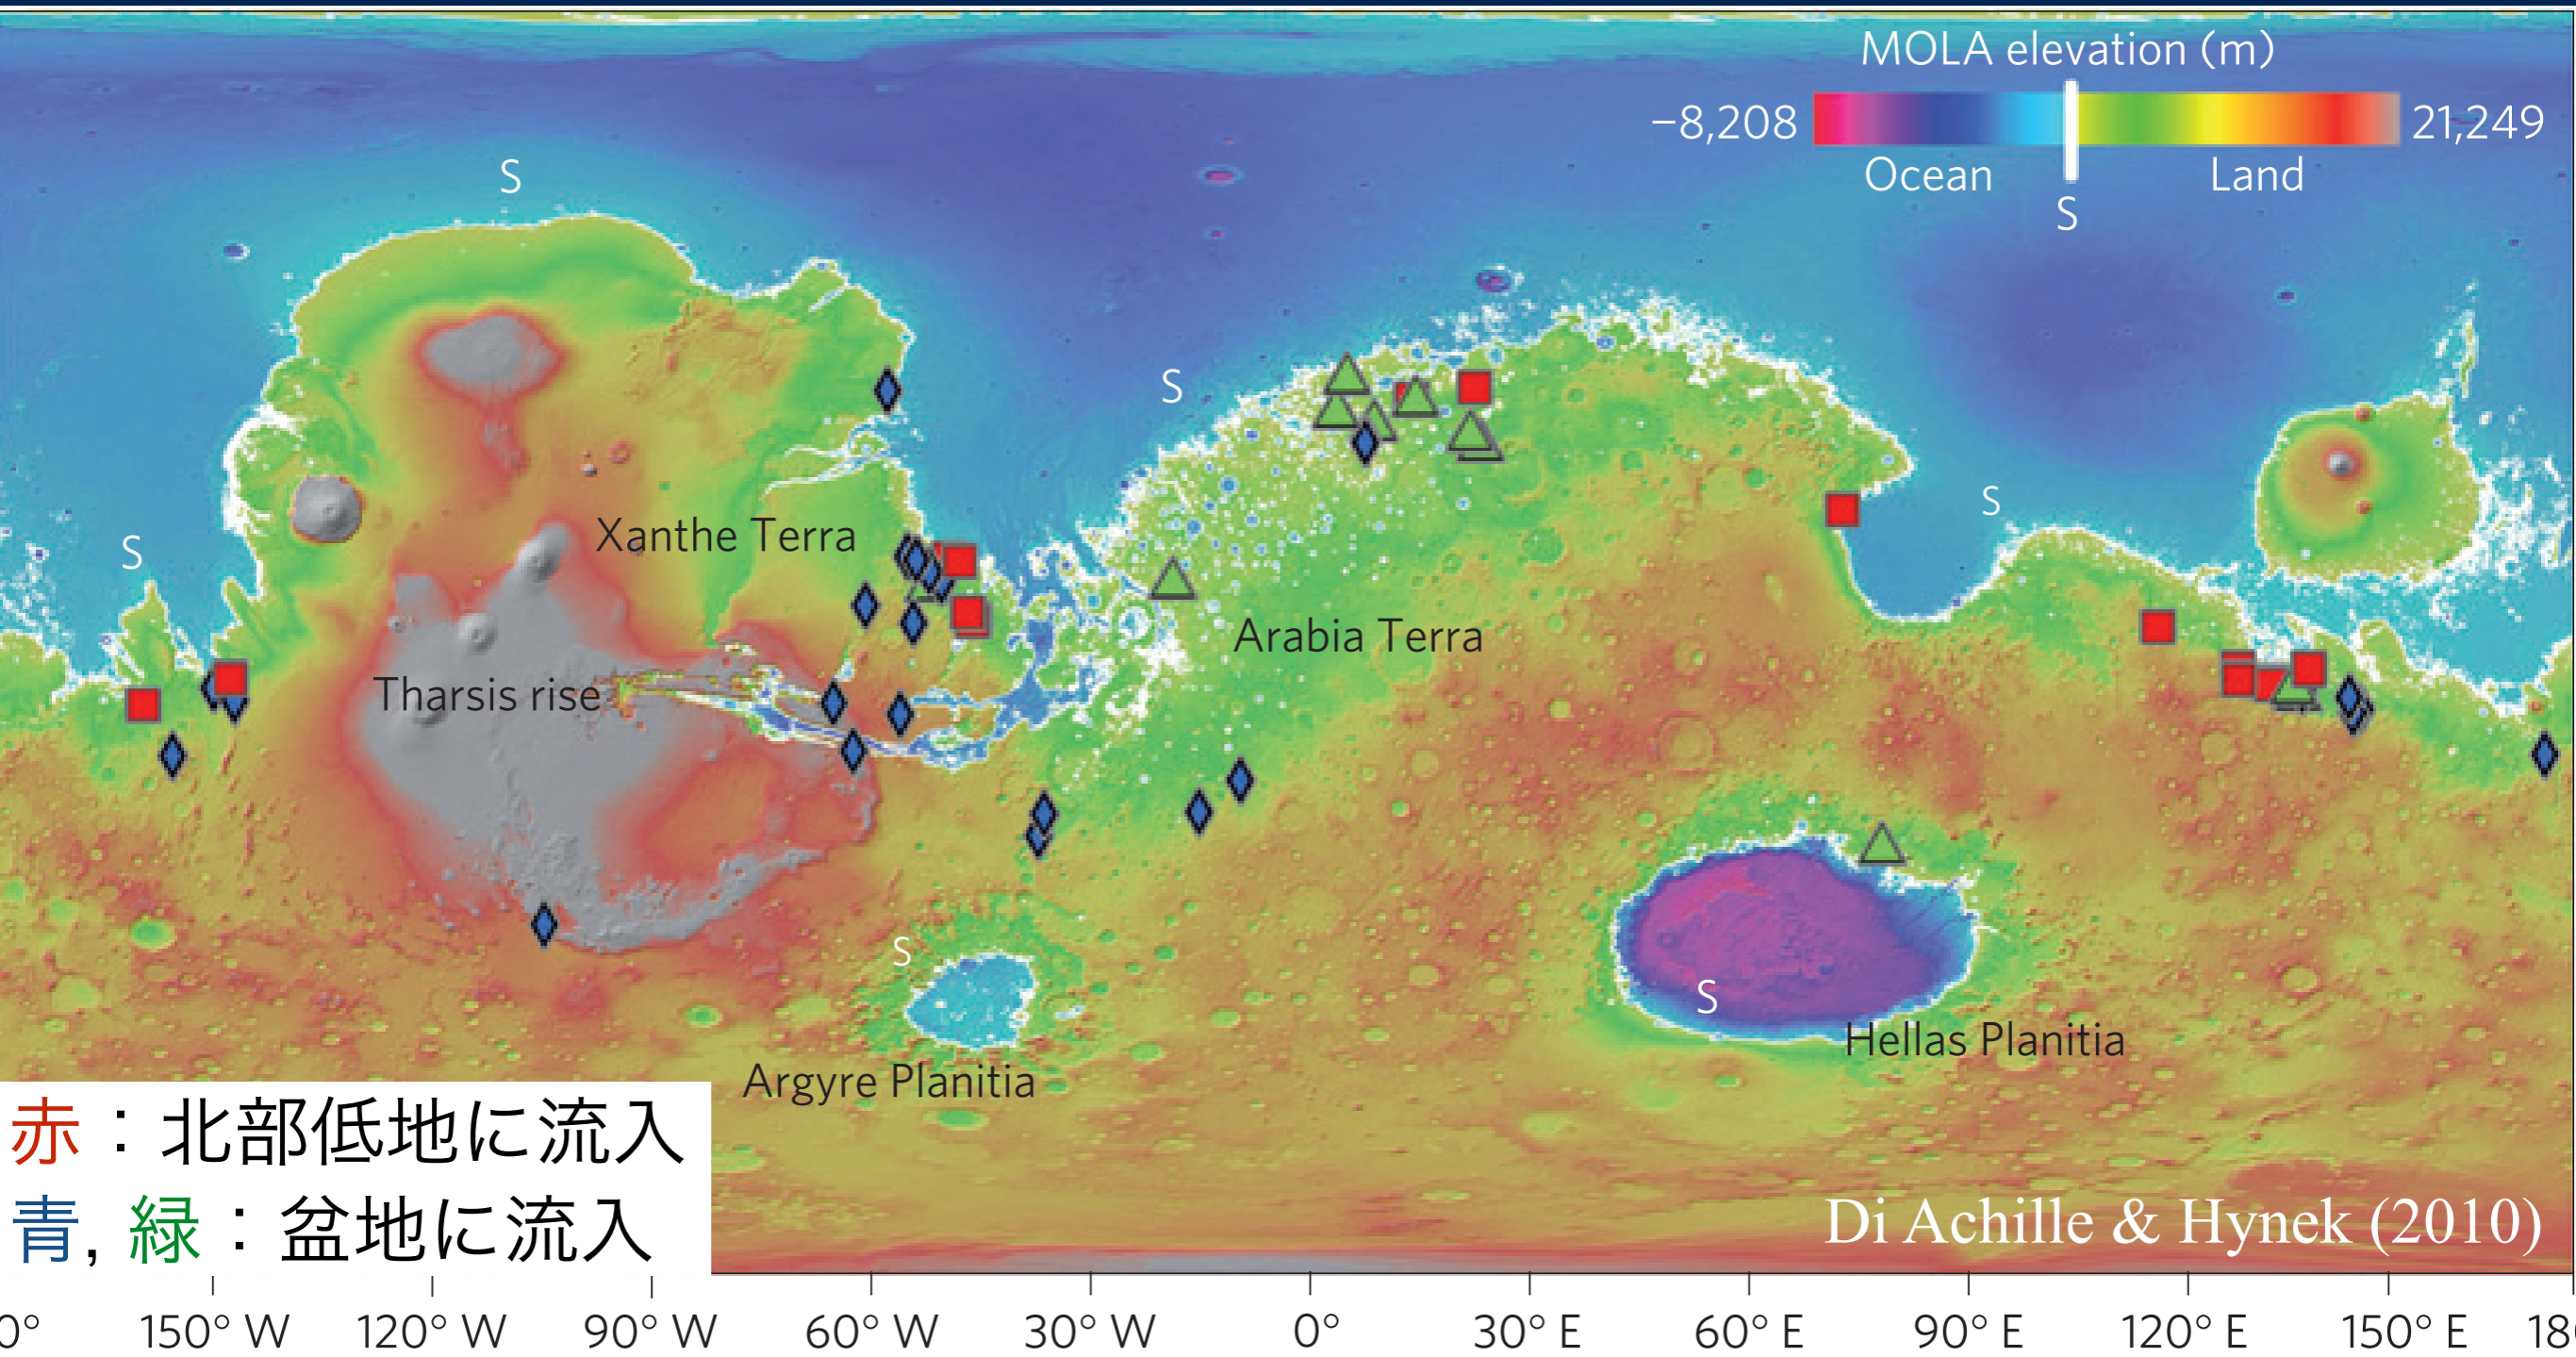 MOLA elevation (m)
−8,208
21,249
Ocean
Land
S
S
S
S
S
S
S
Xanthe Terra
Arabia Terra
Tharsis rise
Argyre Planitia
Hellas Planitia
赤：北部低地に流入
青, 緑：盆地に流入
Di Achille & Hynek (2010)
0° 150° W 120° W 90° W 60° W 30° W 0° 30° E 60° E 90° E 120° E 150° E 18